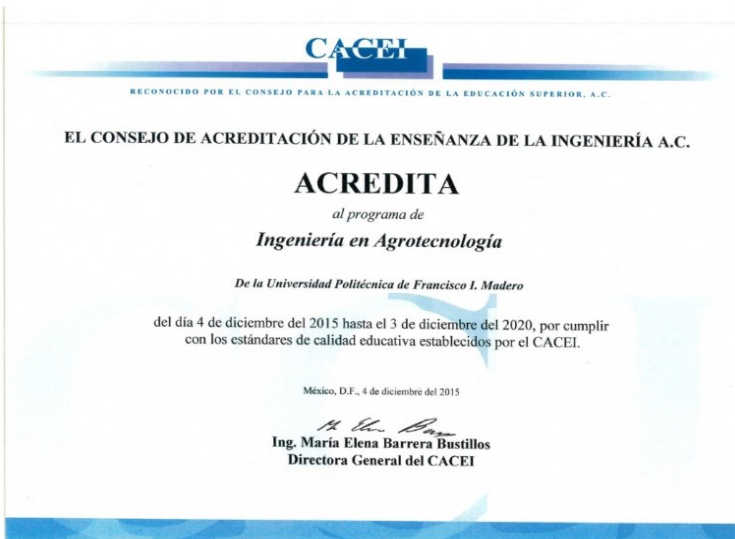 CACEI
RECONOCIDO POR EL CONSEJO PARA LA ACREDITACIÓN DE LA EDUCACIÓN SUPERIOR, A.C.
EL CONSEJO DE ACREDITACIÓN DE LA ENSEÑANZA DE LA INGENIERÍA A.C.
ACREDITA
al programa de
Ingeniería en Agrotecnología
De la Universidad Politécnica de Francisco I. Madero
del día 4 de diciembre del 2015 hasta el 3 de diciembre del 2020, por cumplir
con los estándares de calidad educativa establecidos por el CACEI.
México, D.F., 4 de diciembre del 2015
Ing. María Elena Barrera Bustillos
Directora General del CACEI